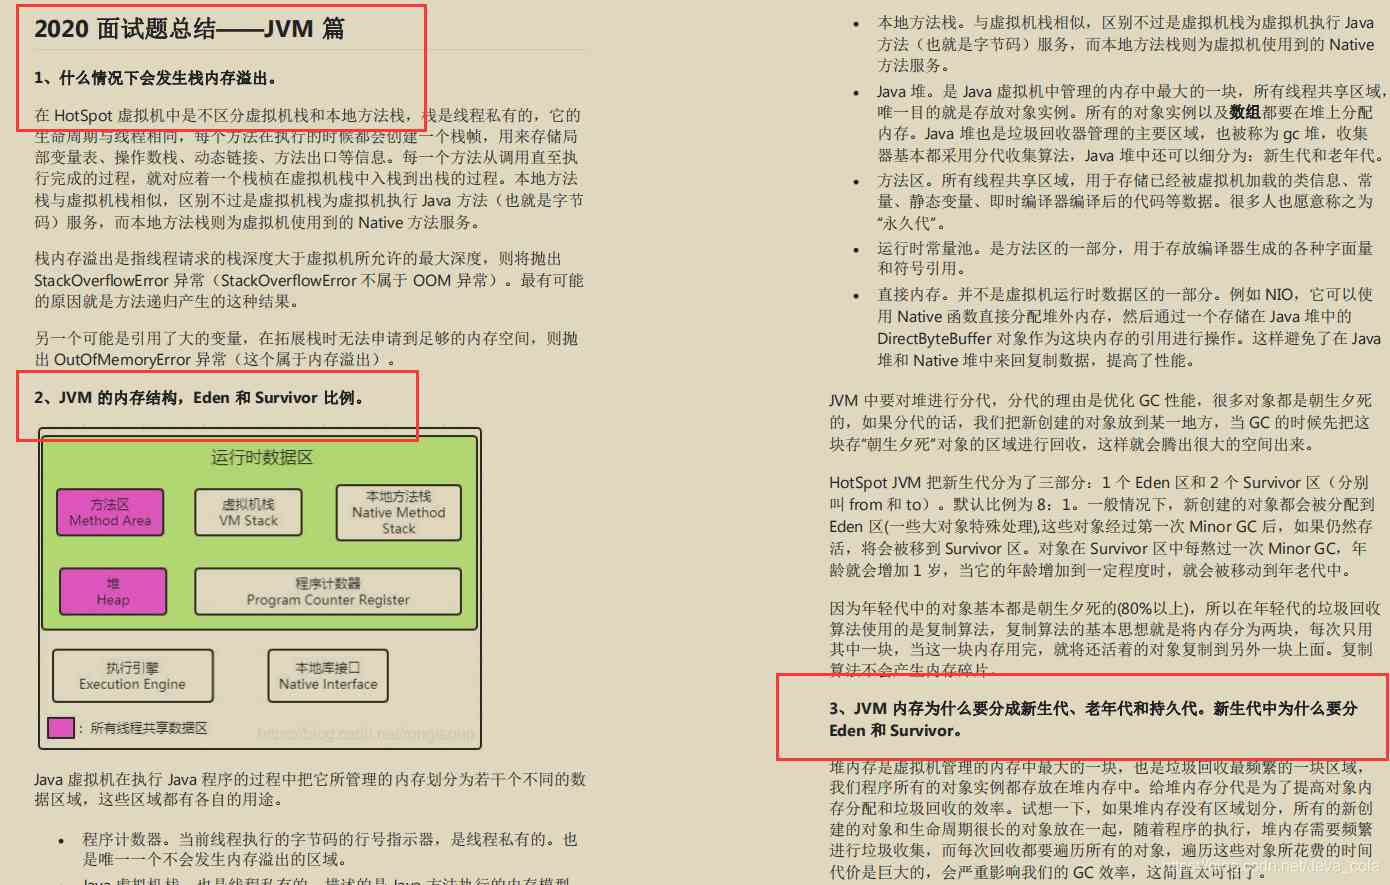 2020 面试题总结——JVM 篇
1、什么情况下会发生栈内存溢出。
在 HotSpot 虚拟机中是不区分虚拟机栈和本地方法栈，栈是线程私有的，它的
生命周期与线程相同，每个方法在执行的时候都会创建一个栈帧，用来存储局
部变量表、操作数栈、动态链接、方法出口等信息。每一个方法从调用直至执
行完成的过程，就对应着一个栈桢在虚拟机栈中入栈到出栈的过程。本地方法
栈与虚拟机栈相似，区别不过是虚拟机栈为虚拟机执行 Java 方法（也就是字节
码）服务，而本地方法栈则为虚拟机使用到的 Native 方法服务。
栈内存溢出是指线程请求的栈深度大于虚拟机所允许的最大深度，则将抛出
StackOverflowError 异常（StackOverflowError 不属于 OOM 异常）。最有可能
的原因就是方法递归产生的这种结果。
另一个可能是引用了大的变量，在拓展栈时无法申请到足够的内存空间，则抛
出 OutOfMemoryError 异常（这个属于内存溢出）。
2、JVM 的内存结构，Eden 和 Survivor 比例。
运行时数据区
方法区
Method Area
虚拟机栈
VM Stack
本地方法栈
Native Method
Stack
堆
Heap
程序计数器
Program Counter Register
执行引擎
Execution Engine
本地库接口
Native Interface
：所有线程共享数据区
Java 虚拟机在执行 Java 程序的过程中把它所管理的内存划分为若干个不同的数
据区域，这些区域都有各自的用途。
• 程序计数器。当前线程执行的字节码的行号指示器，是线程私有的。也
是唯一一个不会发生内存溢出的区域。
• Java 虚拟机栈。也是线程私有的，描述的是 Java 方法执行的内存模型
• 本地方法栈。与虚拟机栈相似，区别不过是虚拟机栈为虚拟机执行 Java
方法（也就是字节码）服务，而本地方法栈则为虚拟机使用到的 Native
方法服务。
• Java 堆。是 Java 虚拟机中管理的内存中最大的一块，所有线程共享区域，
唯一目的就是存放对象实例。所有的对象实例以及数组都要在堆上分配
内存。Java 堆也是垃圾回收器管理的主要区域，也被称为 gc 堆，收集
器基本都采用分代收集算法，Java 堆中还可以细分为：新生代和老年代。
• 方法区。所有线程共享区域，用于存储已经被虚拟机加载的类信息、常
量、静态变量、即时编译器编译后的代码等数据。很多人也愿意称之为
“永久代”。
• 运行时常量池。是方法区的一部分，用于存放编译器生成的各种字面量
和符号引用。
• 直接内存。并不是虚拟机运行时数据区的一部分。例如 NIO，它可以使
用 Native 函数直接分配堆外内存，然后通过一个存储在 Java 堆中的
DirectByteBuffer 对象作为这块内存的引用进行操作。这样避免了在 Java
堆和 Native 堆中来回复制数据，提高了性能。
JVM 中要对堆进行分代，分代的理由是优化 GC 性能，很多对象都是朝生夕死
的，如果分代的话，我们把新创建的对象放到某一地方，当 GC 的时候先把这
块存“朝生夕死”对象的区域进行回收，这样就会腾出很大的空间出来。
HotSpot JVM 把新生代分为了三部分：1 个 Eden 区和 2 个 Survivor 区（分别
叫 from 和 to）。默认比例为 8：1。一般情况下，新创建的对象都会被分配到
Eden 区(一些大对象特殊处理),这些对象经过第一次 Minor GC 后，如果仍然存
活，将会被移到 Survivor 区。对象在 Survivor 区中每熬过一次 Minor GC，年
龄就会增加 1 岁，当它的年龄增加到一定程度时，就会被移动到年老代中。
因为年轻代中的对象基本都是朝生夕死的(80%以上)，所以在年轻代的垃圾回收
算法使用的是复制算法，复制算法的基本思想就是将内存分为两块，每次只用
其中一块，当这一块内存用完，就将还活着的对象复制到另外一块上面。复制
算法不会产生内存碎片。
3、JVM 内存为什么要分成新生代、老年代和持久代。新生代中为什么要分
Eden 和 Survivor。
堆内存是虚拟机管理的内存中最大的一块，也是垃圾回收最频繁的一块区域，
我们程序所有的对象实例都存放在堆内存中。给堆内存分代是为了提高对象内
存分配和垃圾回收的效率。试想一下，如果堆内存没有区域划分，所有的新创
建的对象和生命周期很长的对象放在一起，随着程序的执行，堆内存需要频繁
进行垃圾收集，而每次回收都要遍历所有的对象，遍历这些对象所花费的时间
代价是巨大的，会严重影响我们的 GC 效率，这简直太可怕了。